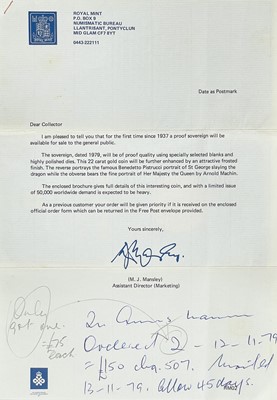 ROYAL MINT
P.O. BOX 9
NUMISMATIC BUREAU
LLANTRISANT, PONTYCLUN
MID GLAM CF7 8YT
0443-223111
Date as Postmark
Dear Collector
I am pleased to tell you that for the first time since 1937 a proof sovereign will be
available for sale to the general public.
The sovereign, dated 1979, will be of proof quality using specially selected blanks and
highly polished dies. This 22 carat gold coin will be further enhanced by an attractive frosted
finish. The reverse portrays the famous Benedetto Pistrucci portrait of St George slaying the
dragon while the obverse bears the fine portrait of Her Majesty the Queen by Arnold Machin.
The enclosed brochure gives full details of this interesting coin, and with a limited issue
of 50,000 worldwide demand is expected to be heavy.
As a previous customer your order will be given priority if it is received on the enclosed
official order form which can be returned in the Free Post envelope provided.
Yours sincerely,
(M. J. Mansley)
Assistant Director (Marketing)
Only
got one.
£75
each
Ordered 2 - 13-11-79
= £150 chq. 507. Posted
13-11-79. Allow 45 days.
RM02